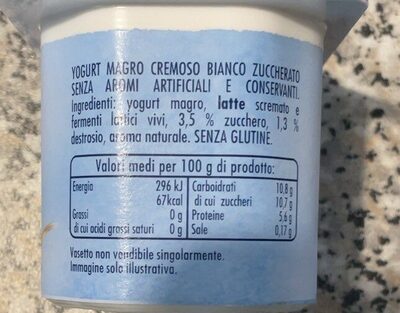 YOGURT MAGRO CREMOSO BIANCO ZUCCHERATO
SENZA AROMI ARTIFICIALI E CONSERVANTI.
Ingredienti: yogurt magro, latte scremato e
fermenti lattici vivi, 3,5 % zucchero, 1,3 %
destrosio, aroma naturale. SENZA GLUTINE.
Valori medi per 100 g di prodotto:
Energia 296 kJ
67kcal
Grassi 0 g
di cui acidi grassi saturi 0 g
Carboidrati 10,8 g
di cui zuccheri 10,7 g
Proteine 5,6 g
Sale 0,17 g
Vasetto non vendibile singolarmente.
Immagine solo illustrativa.